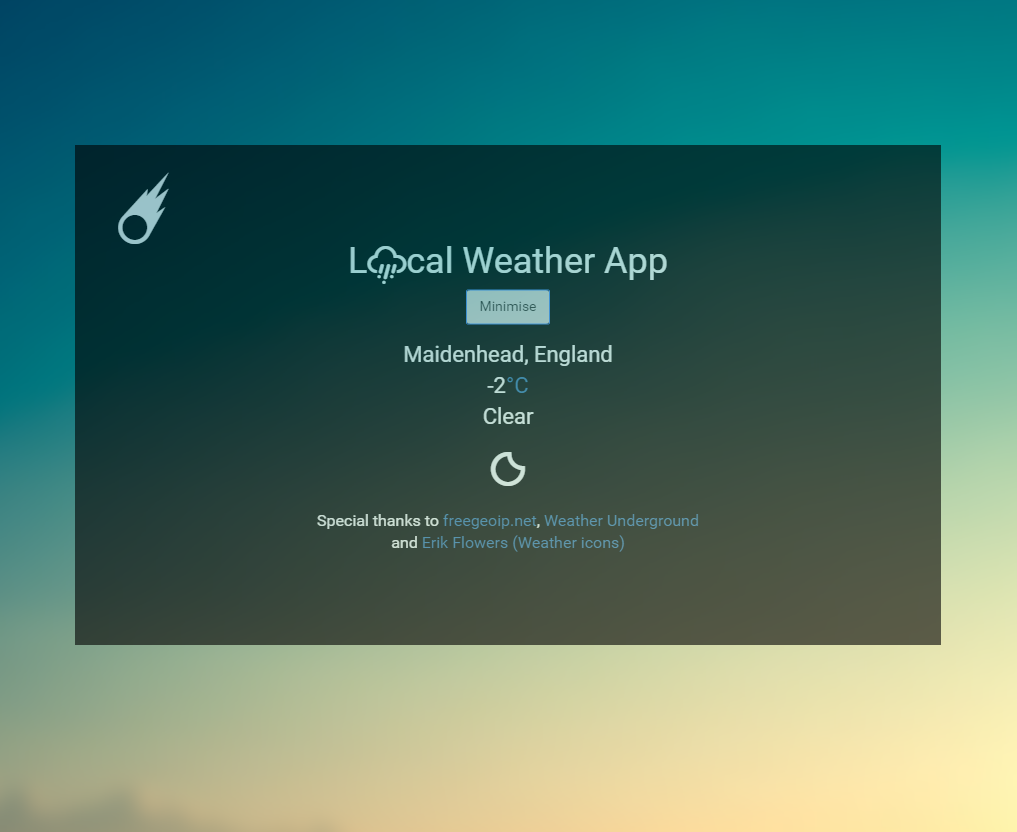 Local Weather App
Minimise
Maidenhead, England
-2°C
Clear
Special thanks to freegeoip.net, Weather Underground
and Erik Flowers (Weather icons)